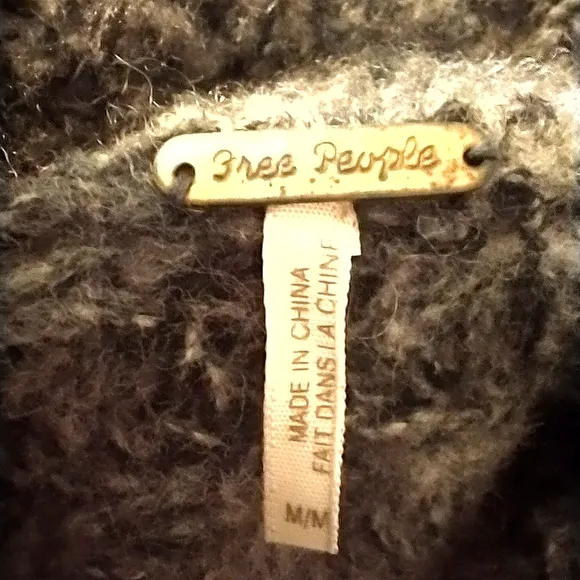 Free People
MADE IN CHINA
FAIT DANS LA CHINE
M/M